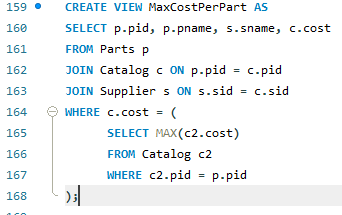 159 CREATE VIEW MaxCostPerPart AS
160 SELECT p.pid, p.pname, s.sname, c.cost
161 FROM Parts p
162 JOIN Catalog c ON p.pid = c.pid
163 JOIN Supplier s ON s.sid = c.sid
164 WHERE c.cost = (
165 SELECT MAX(c2.cost)
166 FROM Catalog c2
167 WHERE c2.pid = p.pid
168 );